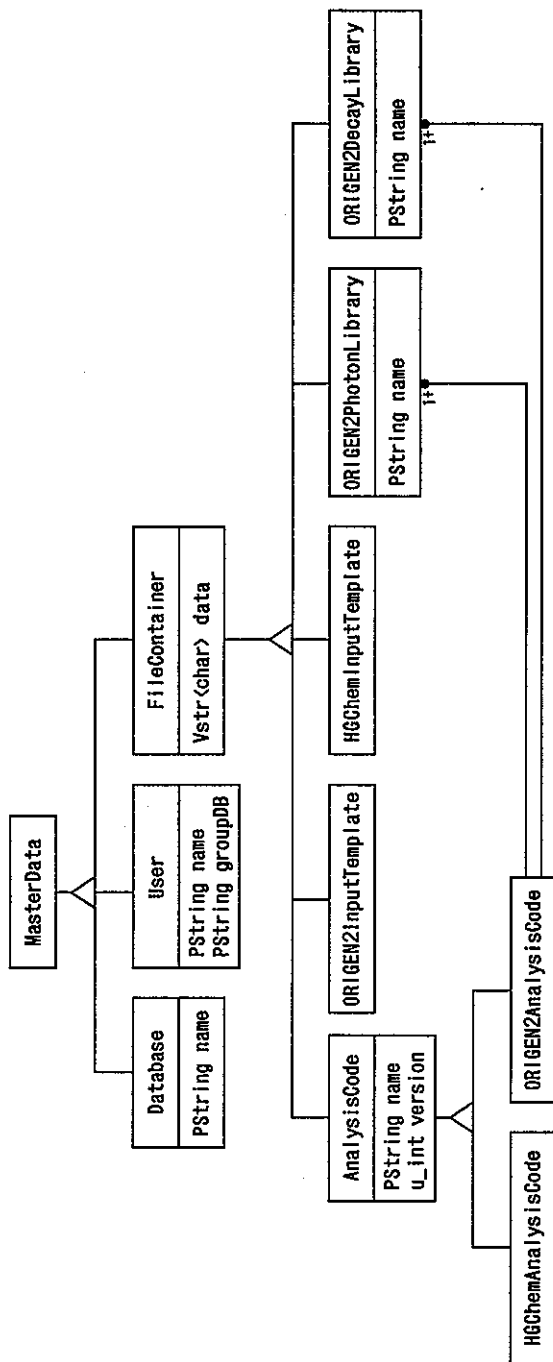 MasterData
Database
PString name
User
PString name
PString groupDB
FileContainer
Vstr<char> data
AnalysisCode
PString name
u_int version
ORIGEN2InputTemplate
HGChemInputTemplate
ORIGEN2PhotonLibrary
PString name
1+
ORIGEN2DecayLibrary
PString name
1+
HGChemAnalysisCode
ORIGEN2AnalysisCode